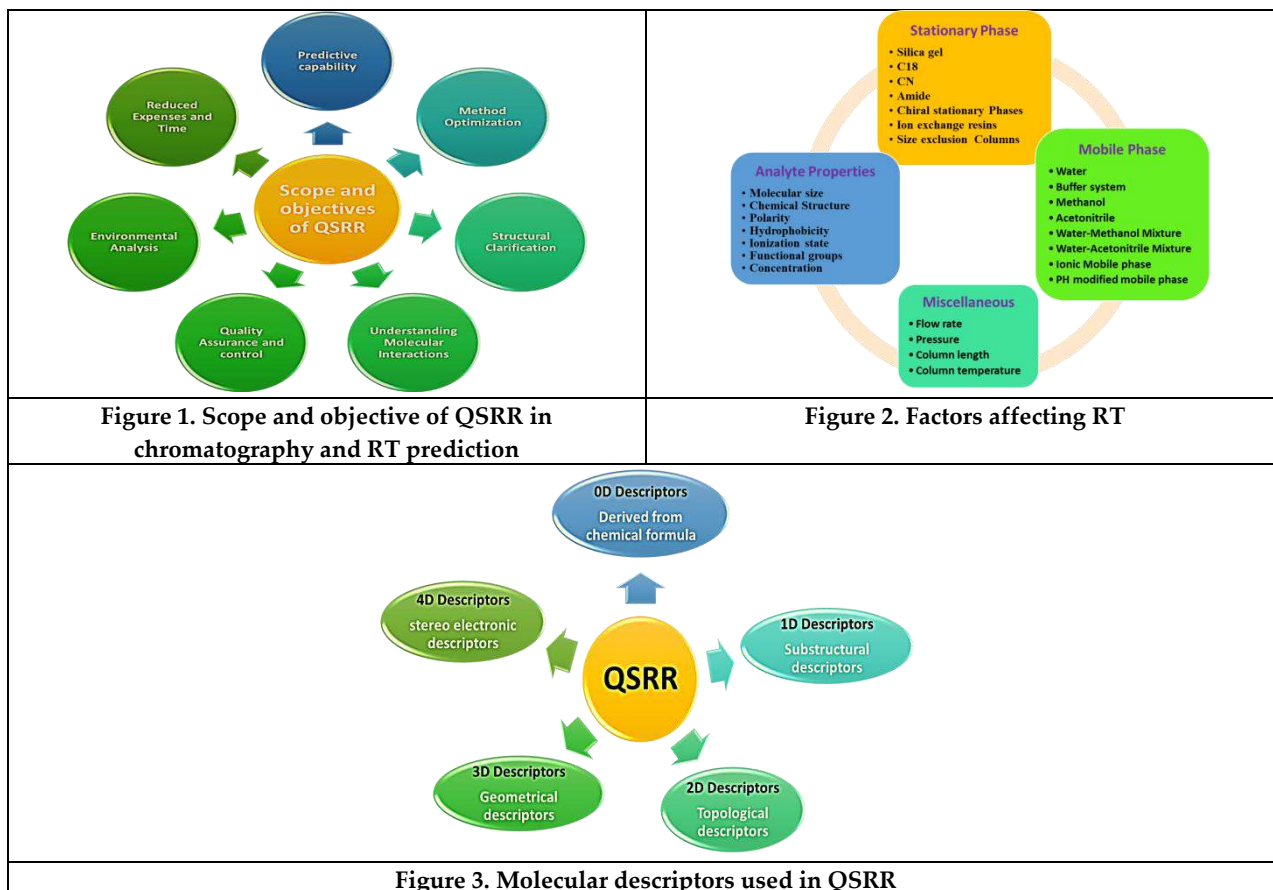 Predictive
capability
Method
Optimization
Structural
Clarification
Understanding
Molecular
Interactions
Quality
Assurance and
control
Environmental
Analysis
Reduced
Expenses and
Time
Scope and
objectives
of QSRR
Figure 1. Scope and objective of QSRR in
chromatography and RT prediction
Stationary Phase
• Silica gel
• C18
• CN
• Amide
• Chiral stationary Phases
• Ion exchange resins
• Size exclusion Columns
Mobile Phase
• Water
• Buffer system
• Methanol
• Acetonitrile
• Water-Methanol Mixture
• Water-Acetonitrile Mixture
• Ionic Mobile phase
• PH modified mobile phase
Miscellaneous
• Flow rate
• Pressure
• Column length
• Column temperature
Analyte Properties
• Molecular size
• Chemical Structure
• Polarity
• Hydrophobicity
• Ionization state
• Functional groups
• Concentration
Figure 2. Factors affecting RT
0D Descriptors
Derived from
chemical formula
1D Descriptors
Substructural
descriptors
2D Descriptors
Topological
descriptors
3D Descriptors
Geometrical
descriptors
4D Descriptors
stereo electronic
descriptors
QSRR
Figure 3. Molecular descriptors used in QSRR